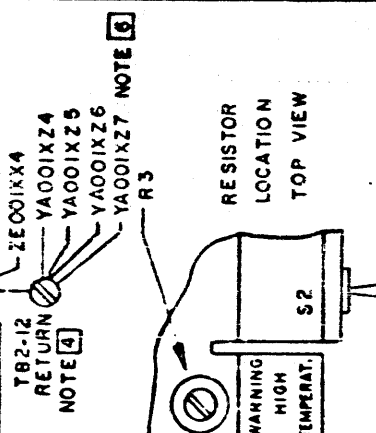 ZE001XX4
YA001XZ4
YA001XZ5
YA001XZ6
YA001XZ7 NOTE 6
R3
TB2-12
RETURN
NOTE 4
RESISTOR
LOCATION
TOP VIEW
S2
WARNING
HIGH
TEMPERAT.